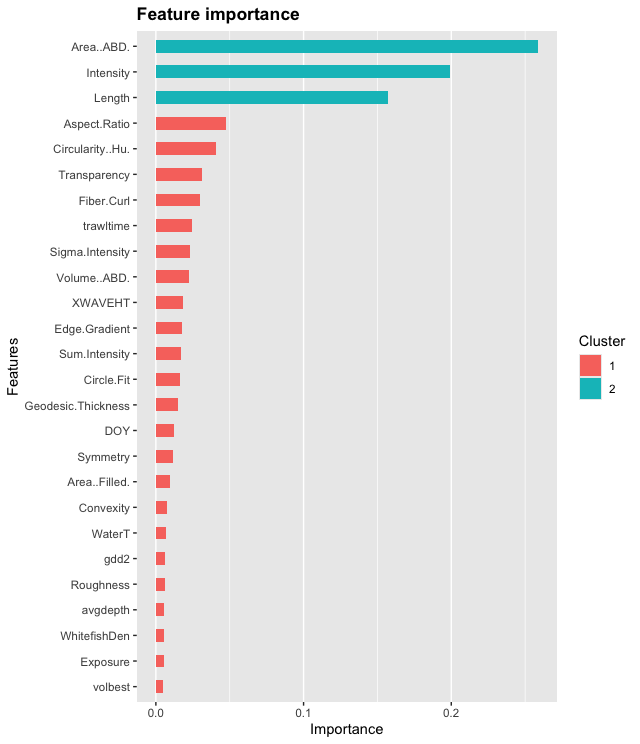 Feature importance
Area..ABD.
Intensity
Length
Aspect.Ratio
Circularity..Hu.
Transparency
Fiber.Curl
trawltime
Sigma.Intensity
Volume..ABD.
XWAVEHT
Edge.Gradient
Sum.Intensity
Circle.Fit
Geodesic.Thickness
DOY
Symmetry
Area..Filled.
Convexity
WaterT
gdd2
Roughness
avgdepth
WhitefishDen
Exposure
volbest
Features
0.0 0.1 0.2
Importance
Cluster
1
2